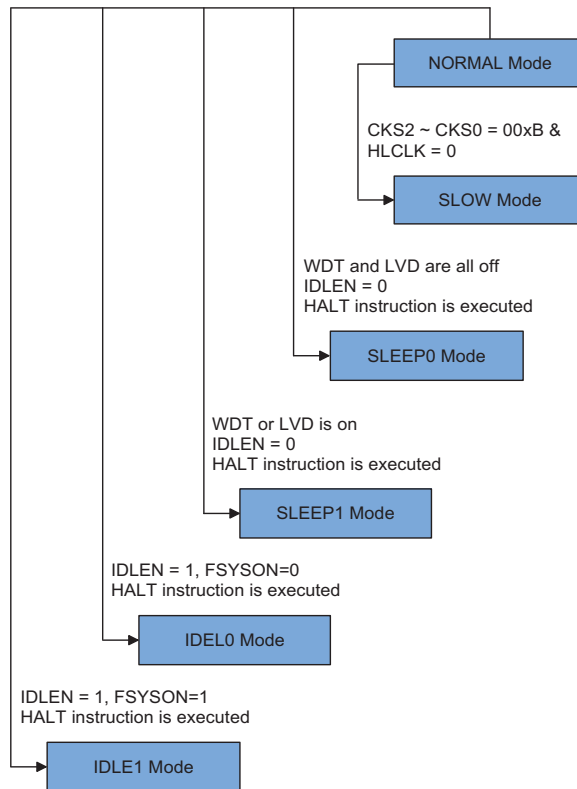 NORMAL Mode
CKS2 ~ CKS0 = 00xB &
HLCLK = 0
SLOW Mode
WDT and LVD are all off
IDLEN = 0
HALT instruction is executed
SLEEP0 Mode
WDT or LVD is on
IDLEN = 0
HALT instruction is executed
SLEEP1 Mode
IDLEN = 1, FSYSON=0
HALT instruction is executed
IDEL0 Mode
IDLEN = 1, FSYSON=1
HALT instruction is executed
IDLE1 Mode